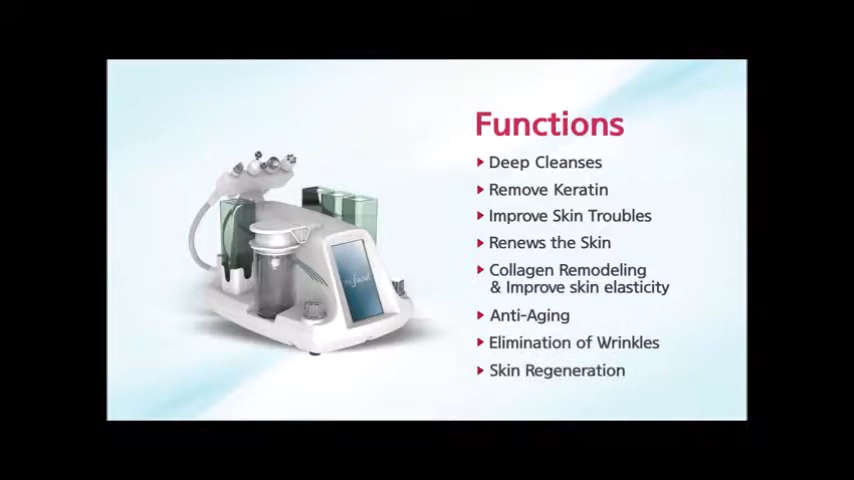 Functions
Deep Cleanses
Remove Keratin
Improve Skin Troubles
Renews the Skin
Collagen Remodeling
& Improve skin elasticity
Anti-Aging
Elimination of Wrinkles
Skin Regeneration